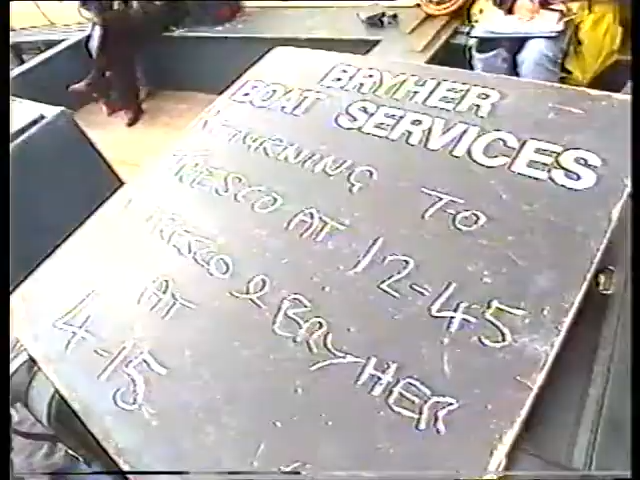 BRYHER
BOAT SERVICES
RETURNING TO
TRESCO AT 12-45
TRESCO & BRYHER
AT
4-15